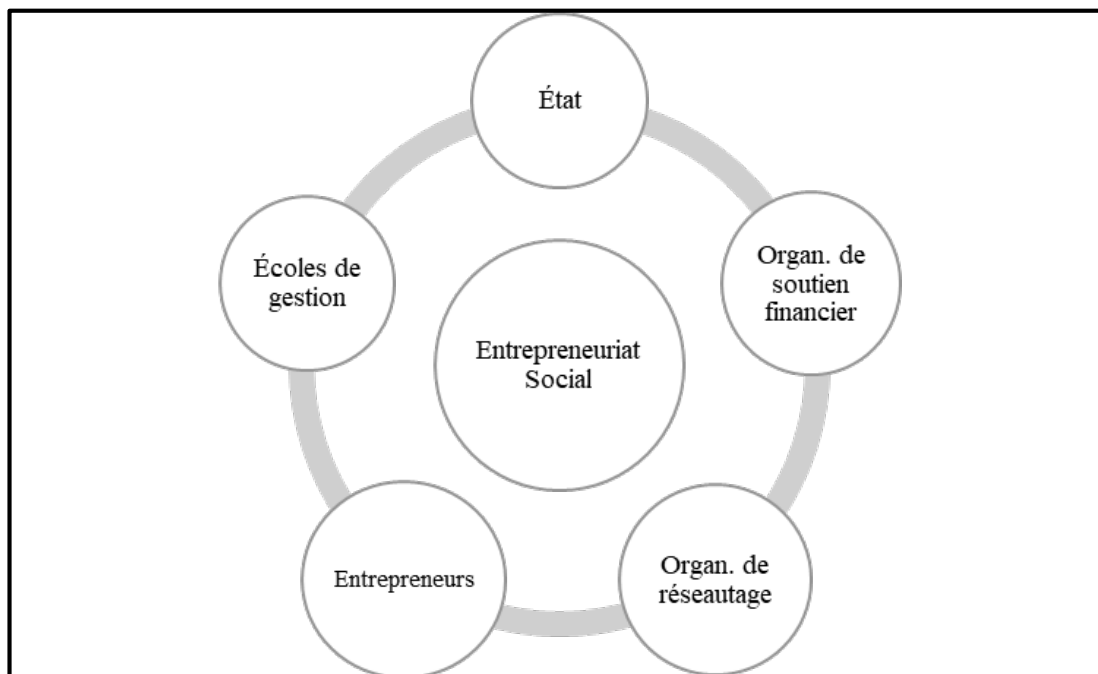 État
Organ. de
soutien
financier
Écoles de
gestion
Entrepreneuriat
Social
Entrepreneurs
Organ. de
réseautage